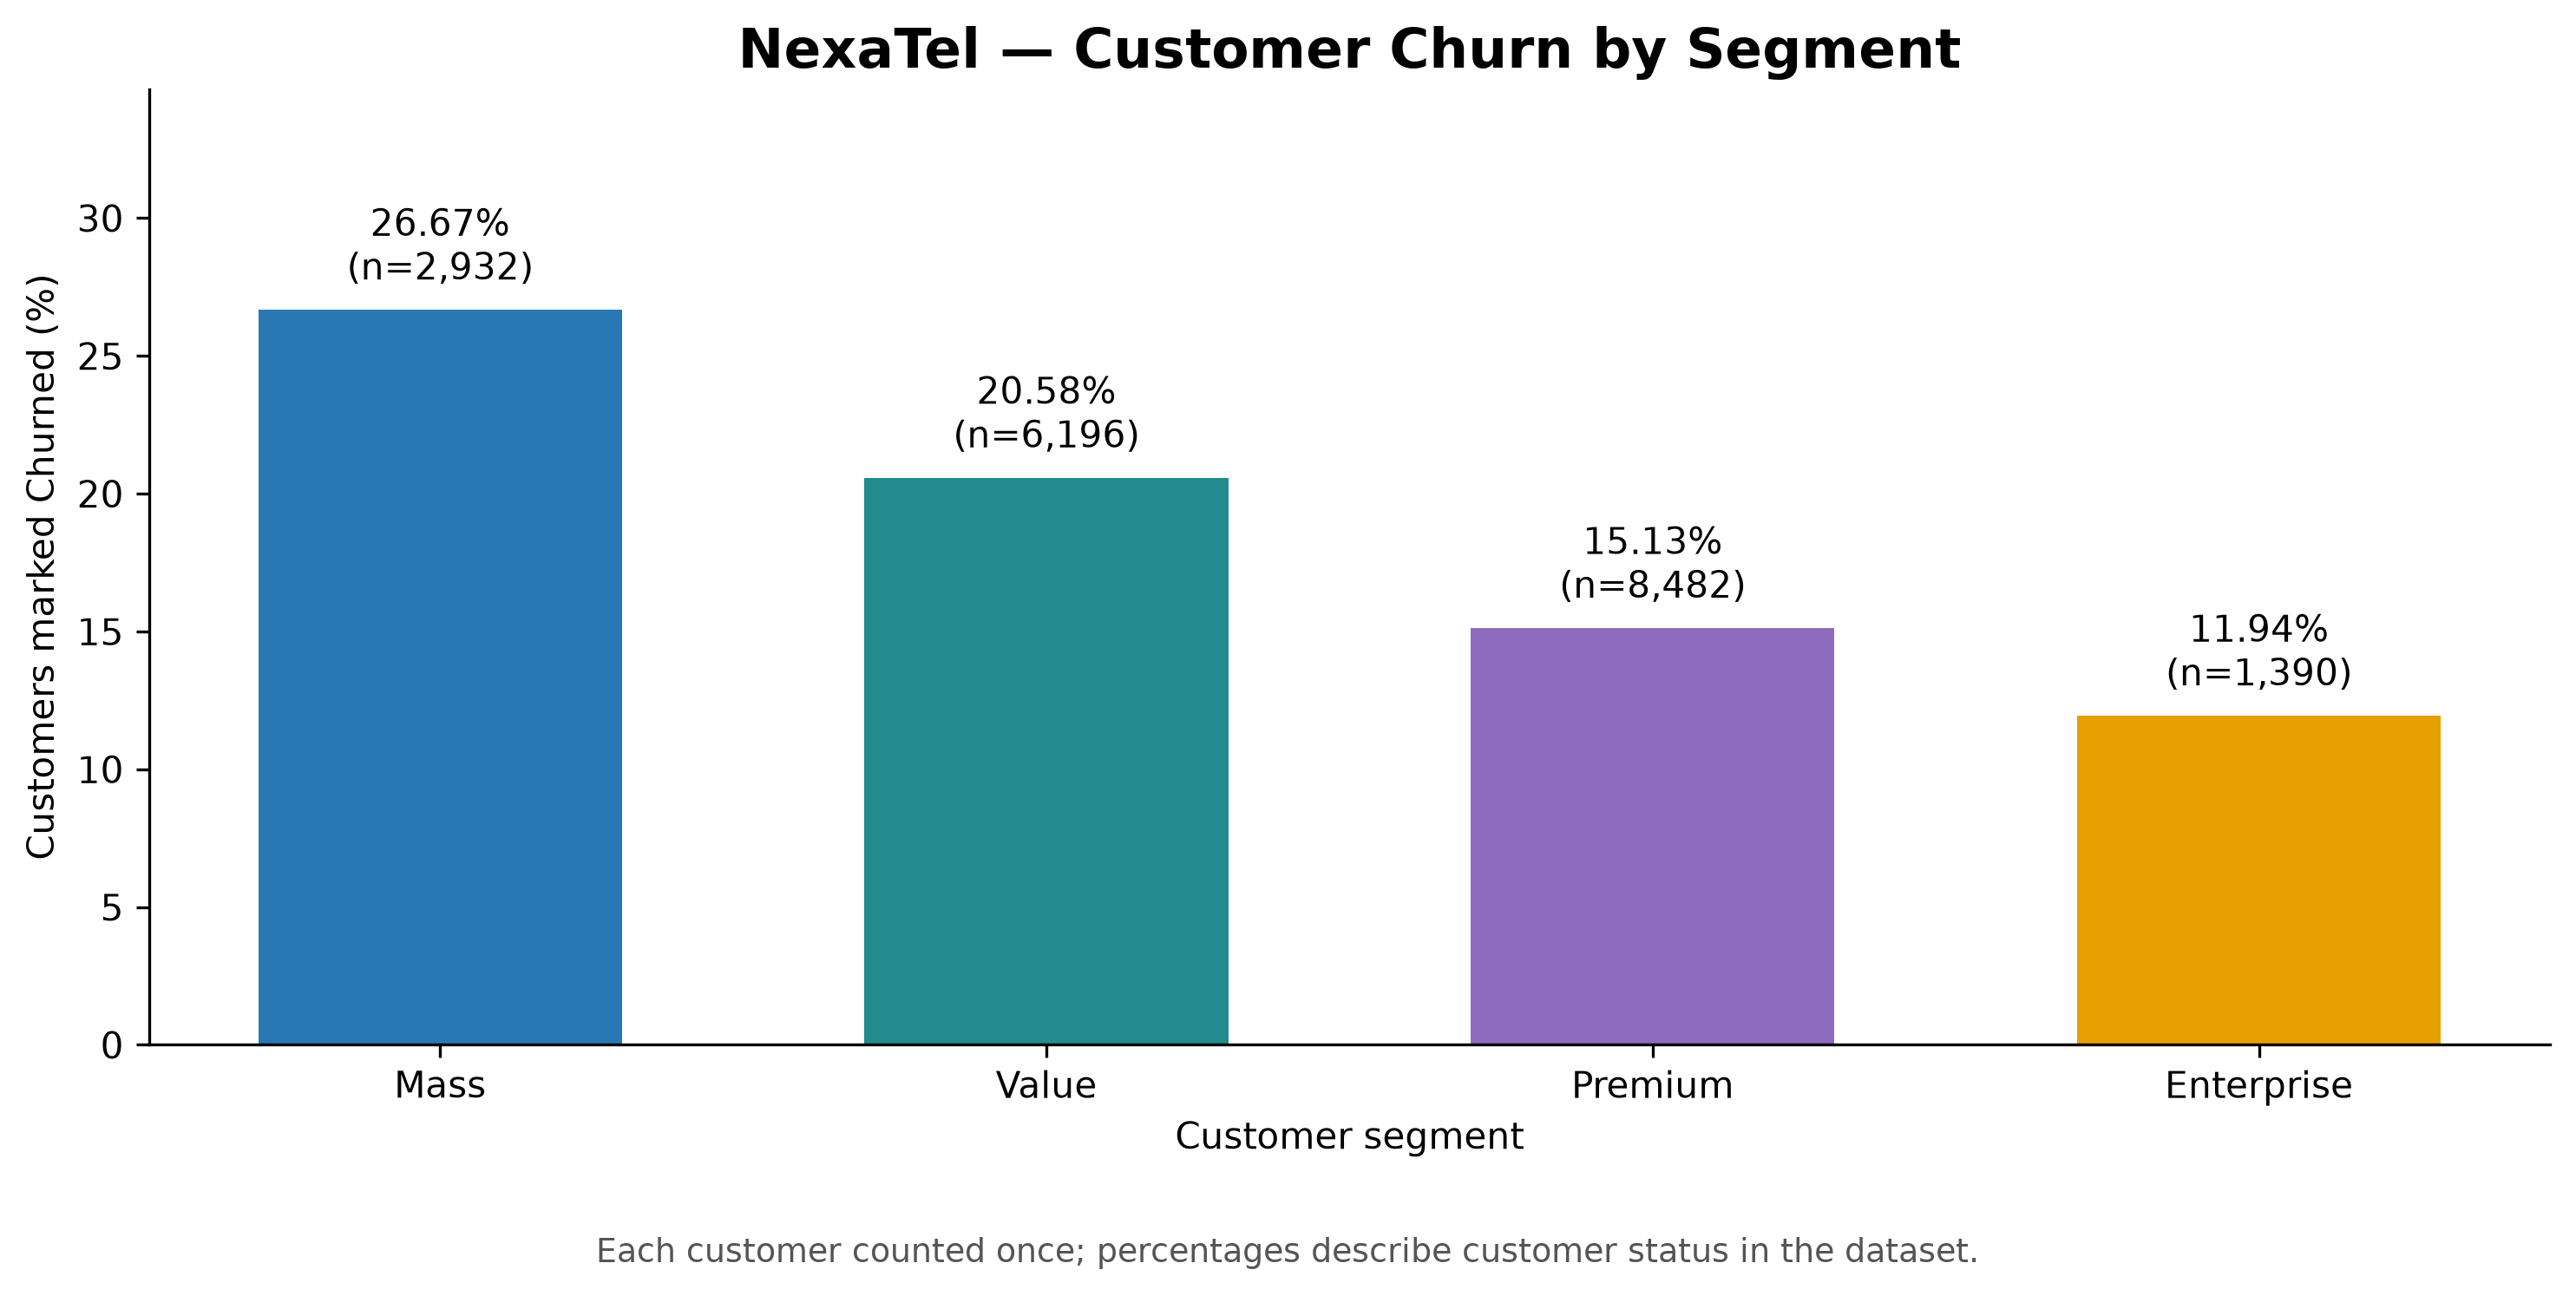 NexaTel — Customer Churn by Segment
Customers marked Churned (%)
30
25
20
15
10
5
0
26.67%
(n=2,932)
20.58%
(n=6,196)
15.13%
(n=8,482)
11.94%
(n=1,390)
Mass
Value
Premium
Enterprise
Customer segment
Each customer counted once; percentages describe customer status in the dataset.